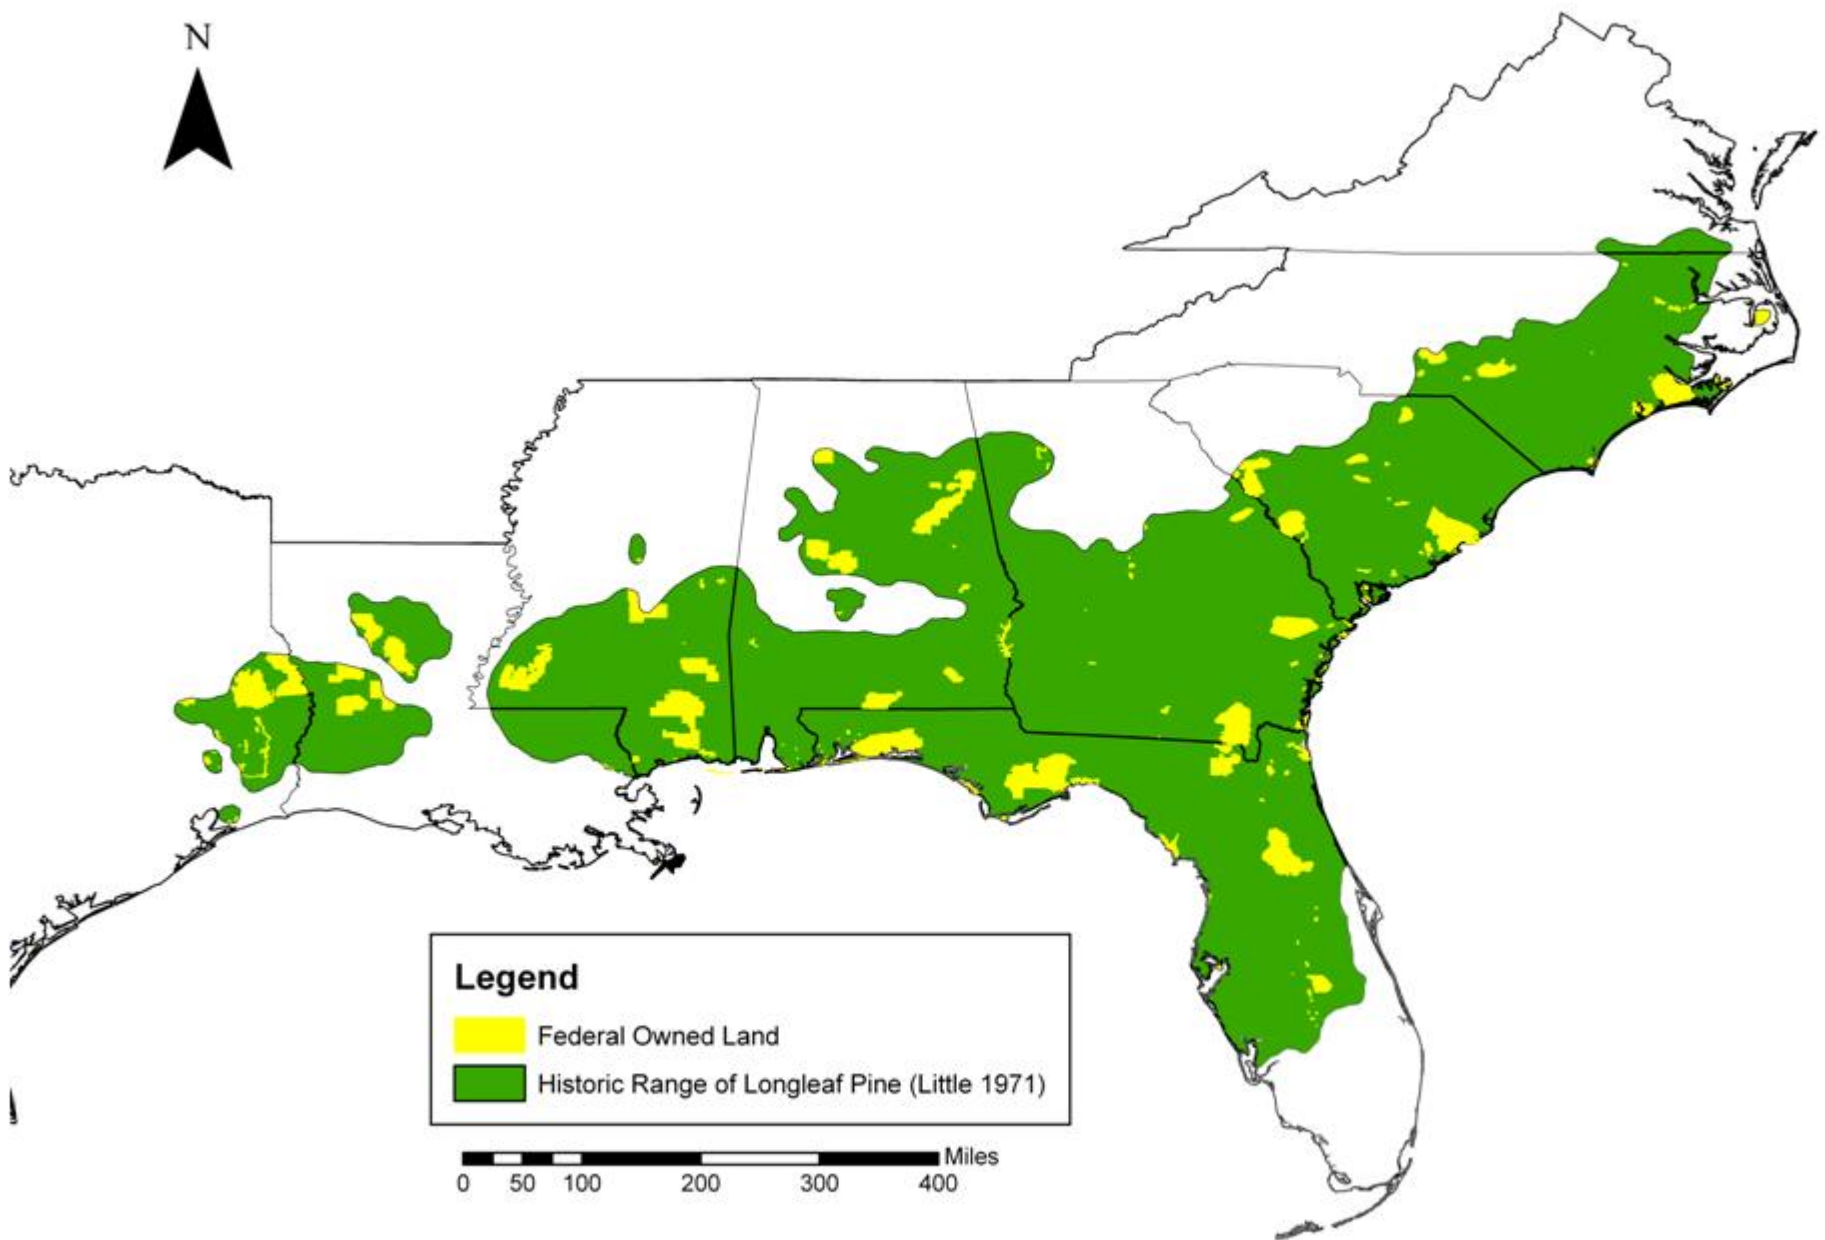 N
Legend
Federal Owned Land
Historic Range of Longleaf Pine (Little 1971)
Miles
0 50 100 200 300 400